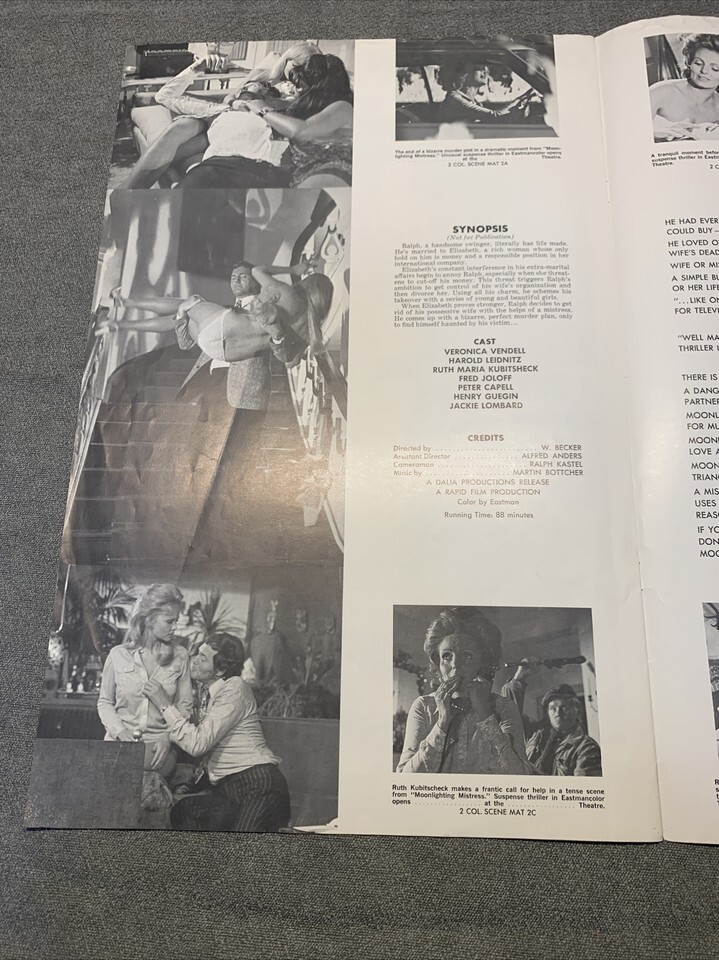 The end of a bizarre murder plot in a dramatic moment from "Moon-
lighting Mistress." Unusual suspense thriller in Eastmancolor opens
at the Theatre.
2 COL. SCENE MAT 2A
SYNOPSIS
(Not for Publication)
Ralph, a handsome swinger, literally has life made.
He's married to Elizabeth, a rich woman whose only
hold on him is money and a responsible position in her
international company.
Elizabeth's constant interference in his extra-marital
affairs begin to annoy Ralph, especially when she threat-
ens to cut-off his money. This threat triggers Ralph's
ambition to get control of his wife's organization and
then divorce her. Using all his charm, he schemes his
takeover with a series of young and beautiful girls.
When Elizabeth proves stronger, Ralph decides to get
rid of his possessive wife with the helps of a mistress.
He comes up with a bizarre, perfect murder plan, only
to find himself haunted by his victim...
CAST
VERONICA VENDELL
HAROLD LEIDNITZ
RUTH MARIA KUBITSHECK
FRED JOLOFF
PETER CAPELL
HENRY GUEGIN
JACKIE LOMBARD
CREDITS
Directed by W. BECKER
Assistant Director ALFRED ANDERS
Cameraman RALPH KASTEL
Music by MARTIN BOTTCHER
A DALIA PRODUCTIONS RELEASE
A RAPID FILM PRODUCTION
Color by Eastman
Running Time: 88 minutes
Ruth Kubitscheck makes a frantic call for help in a tense scene
from "Moonlighting Mistress." Suspense thriller in Eastmancolor
opens at the Theatre.
2 COL. SCENE MAT 2C
A tranquil moment befor
suspense thriller in East
Theatre.
2 C
HE HAD EVER
COULD BUY—
HE LOVED O
WIFE'S DEAD
WIFE OR MI
A SIMPLE BU
OR HER LIFE
"...LIKE ON
FOR TELEVI
"WELL MA
THRILLER
THERE IS
A DANG
PARTNER
MOONL
FOR MU
MOONL
LOVE A
MOON
TRIANG
A MIS
USES
REASO
IF YO
DON
MOO